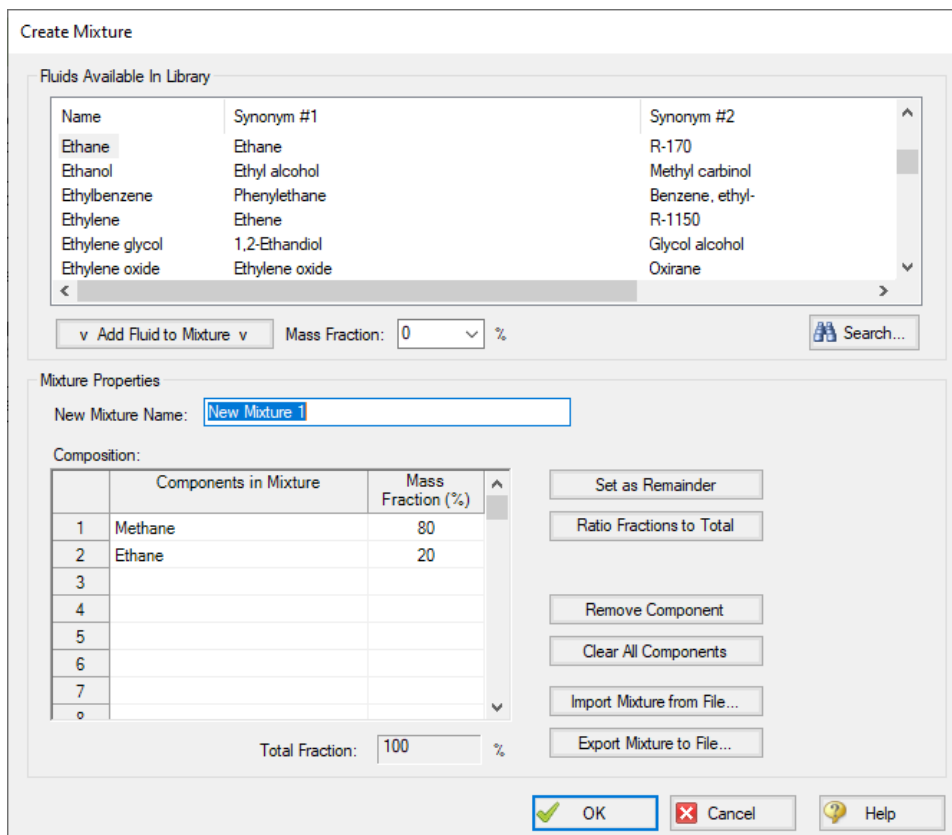 Create Mixture
Fluids Available In Library
Name Synonym #1 Synonym #2
Ethane Ethane R-170
Ethanol Ethyl alcohol Methyl carbinol
Ethylbenzene Phenylethane Benzene, ethyl-
Ethylene Ethene R-1150
Ethylene glycol 1,2-Ethandiol Glycol alcohol
Ethylene oxide Ethylene oxide Oxirane
v Add Fluid to Mixture v Mass Fraction: 0 % Search...
Mixture Properties
New Mixture Name: New Mixture 1
Composition:
Components in Mixture Mass
Fraction (%)
1 Methane 80
2 Ethane 20
3
4
5
6
7
8
Set as Remainder
Ratio Fractions to Total
Remove Component
Clear All Components
Import Mixture from File...
Export Mixture to File...
Total Fraction: 100 %
OK Cancel Help